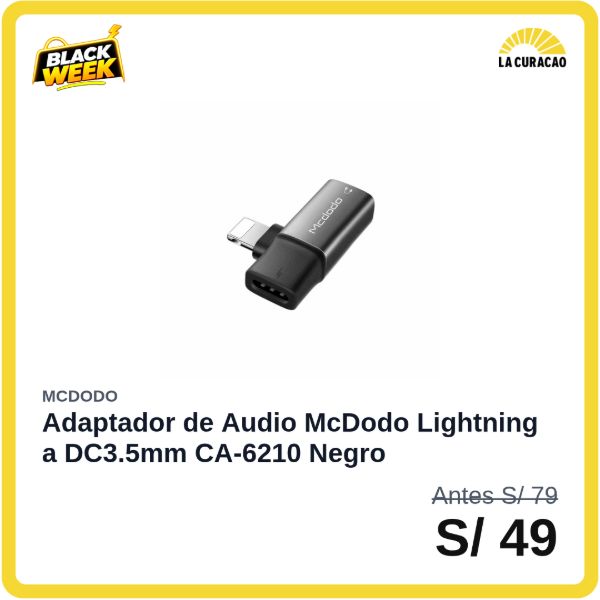 BLACK
WEEK
LA CURACAO
Mcdodo
MCDODO
Adaptador de Audio McDodo Lightning
a DC3.5mm CA-6210 Negro
Antes S/ 79
S/ 49